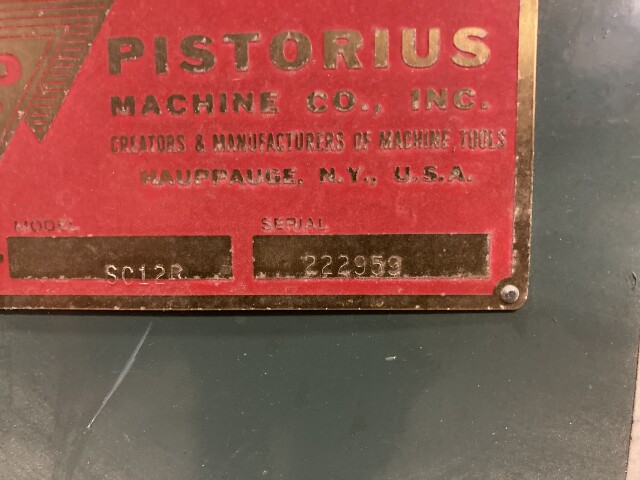 PISTORIUS
MACHINE CO., INC.
CREATORS & MANUFACTURERS OF MACHINE TOOLS
HAUPPAUGE, N.Y., U.S.A.
MODEL SERIAL
SC12R 222959